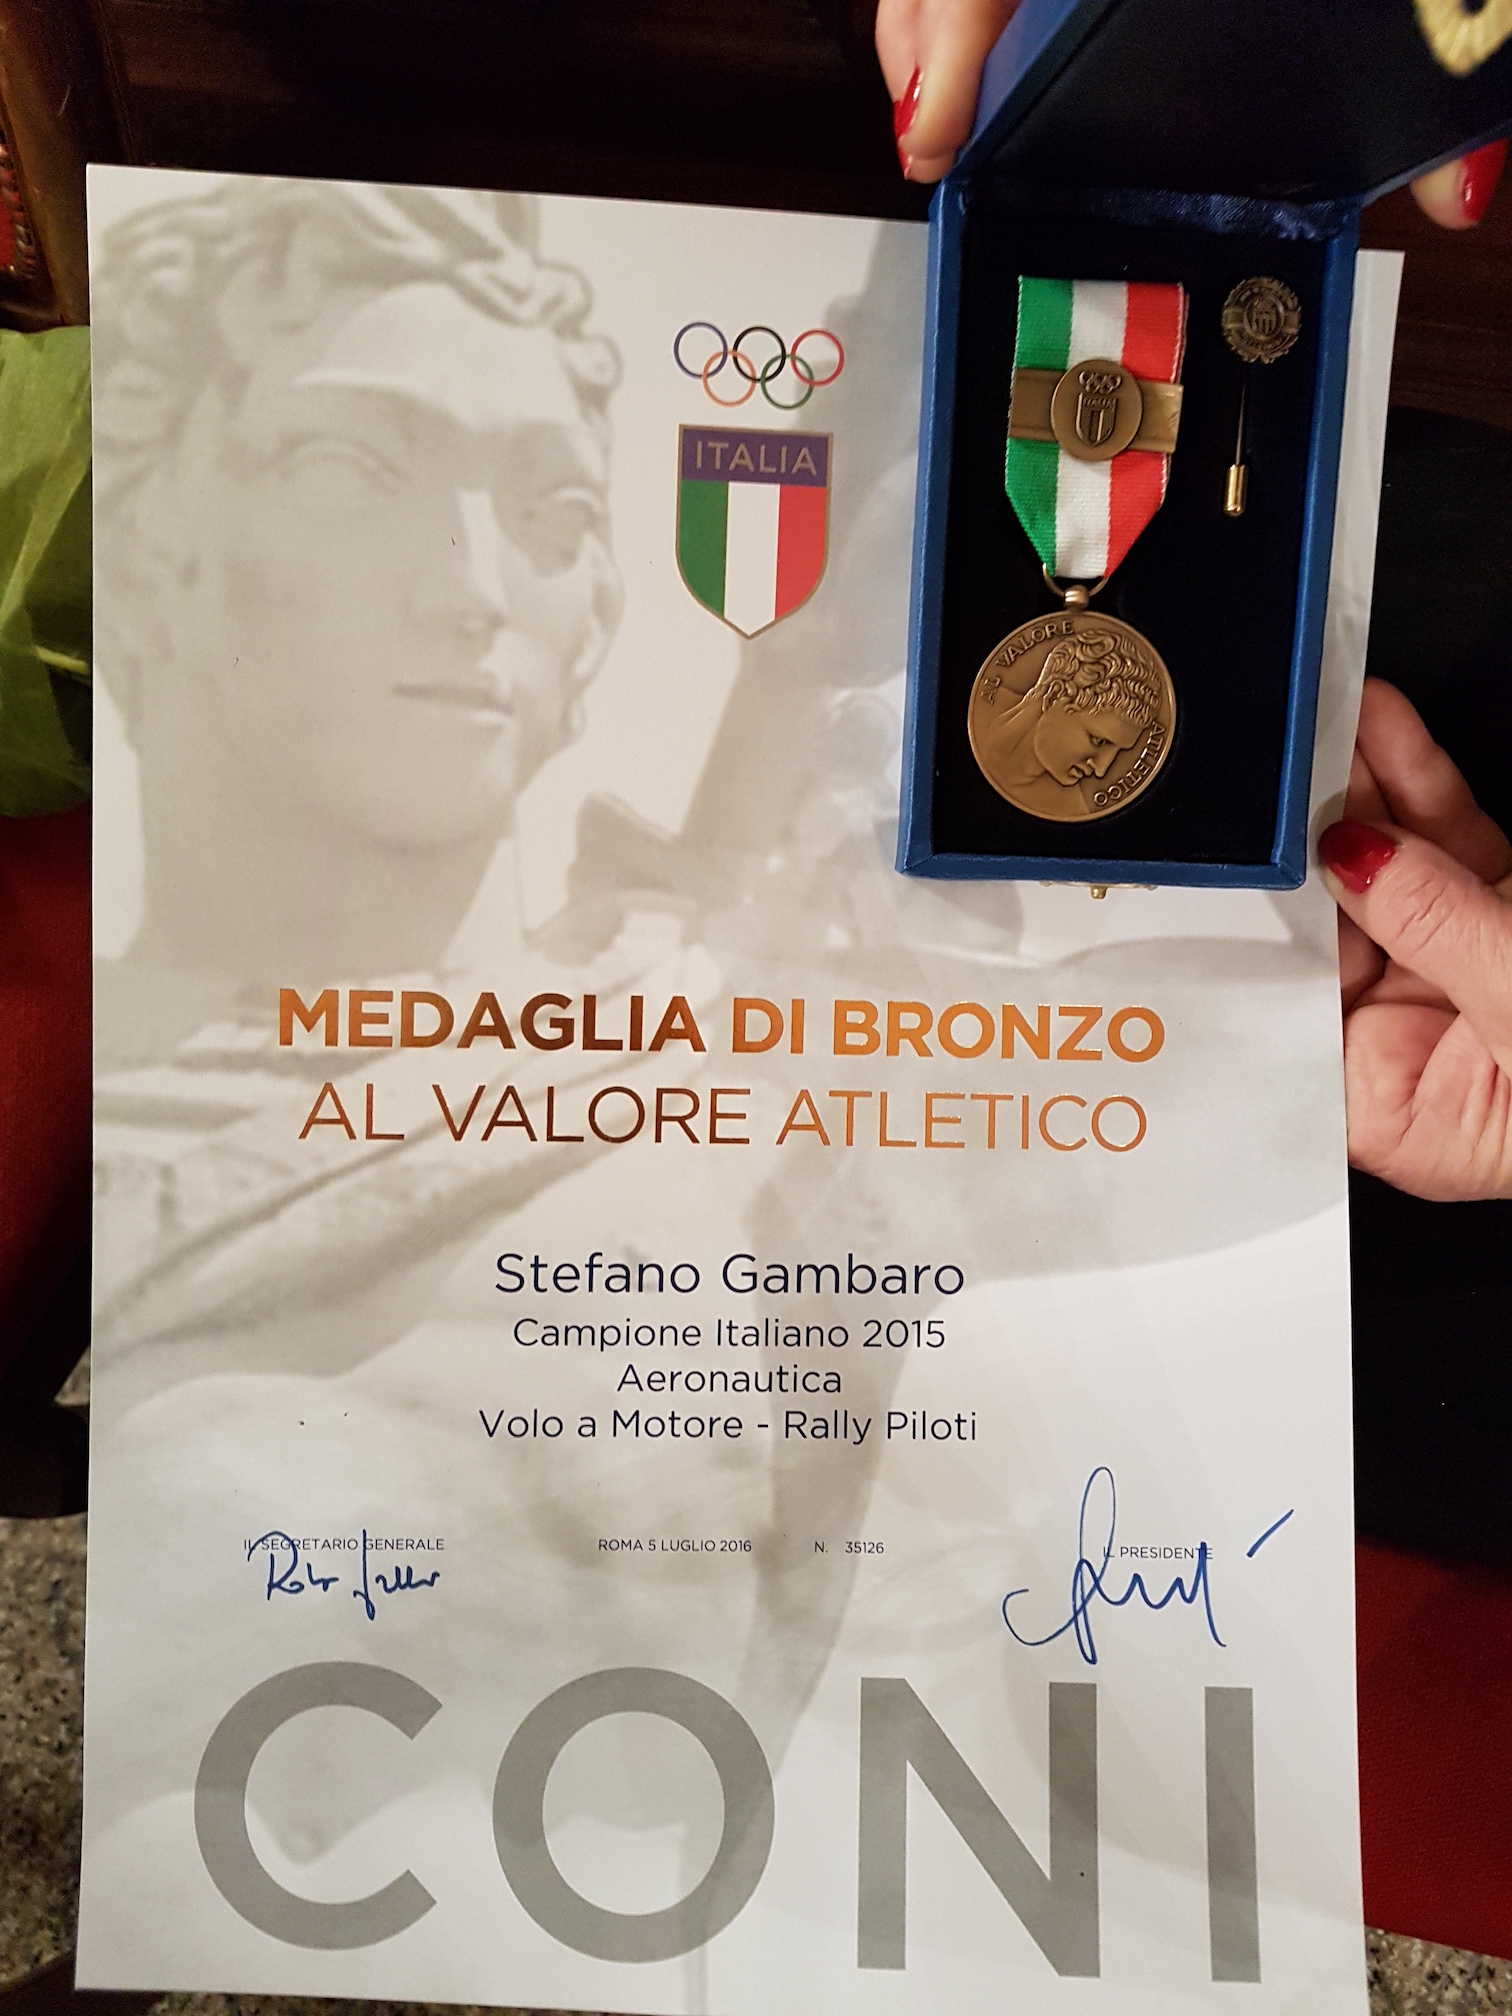 ITALIA
AL VALORE
ATLETICO
MEDAGLIA DI BRONZO
AL VALORE ATLETICO
Stefano Gambaro
Campione Italiano 2015
Aeronautica
Volo a Motore - Rally Piloti
IL SEGRETARIO GENERALE ROMA 5 LUGLIO 2016 N. 35126 IL PRESIDENTE
CONI